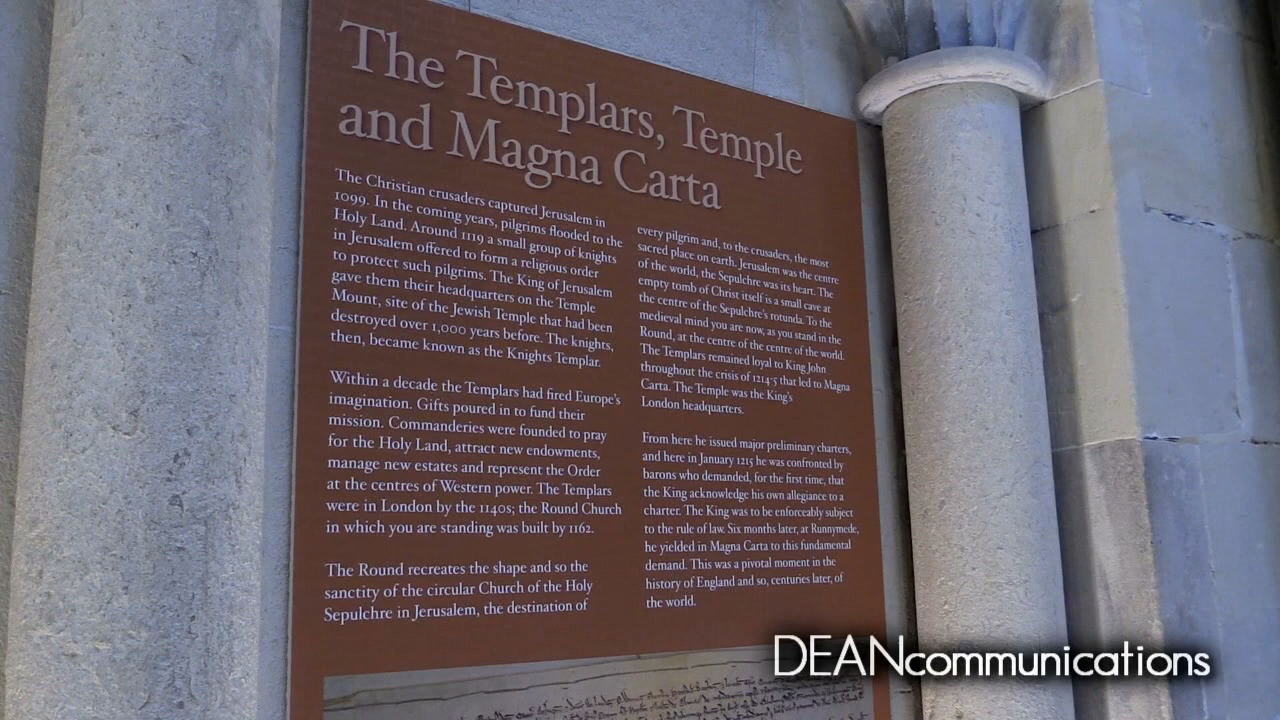 The Templars, Temple
and Magna Carta
The Christian crusaders captured Jerusalem in
1099. In the coming years, pilgrims flooded to the
Holy Land. Around 1119 a small group of knights
in Jerusalem offered to form a religious order
to protect such pilgrims. The King of Jerusalem
gave them their headquarters on the Temple
Mount, site of the Jewish Temple that had been
destroyed over 1,000 years before. The knights,
then, became known as the Knights Templar.
Within a decade the Templars had fired Europe's
imagination. Gifts poured in to fund their
mission. Commanderies were founded to pray
for the Holy Land, attract new endowments,
manage new estates and represent the Order
at the centres of Western power. The Templars
were in London by the 1140s; the Round Church
in which you are standing was built by 1162.
The Round recreates the shape and so the
sanctity of the circular Church of the Holy
Sepulchre in Jerusalem, the destination of
every pilgrim and, to the crusaders, the most
sacred place on earth. Jerusalem was the centre
of the world, the Sepulchre was its heart. The
empty tomb of Christ itself is a small cave at
the centre of the Sepulchre's rotunda. To the
medieval mind you are now, as you stand in the
Round, at the centre of the centre of the world.
The Templars remained loyal to King John
throughout the crisis of 1214-5 that led to Magna
Carta. The Temple was the King's
London headquarters.
From here he issued major preliminary charters,
and here in January 1215 he was confronted by
barons who demanded, for the first time, that
the King acknowledge his own allegiance to a
charter. The King was to be enforceably subject
to the rule of law. Six months later, at Runnymede,
he yielded in Magna Carta to this fundamental
demand. This was a pivotal moment in the
history of England and so, centuries later, of
the world.
DEANcommunications